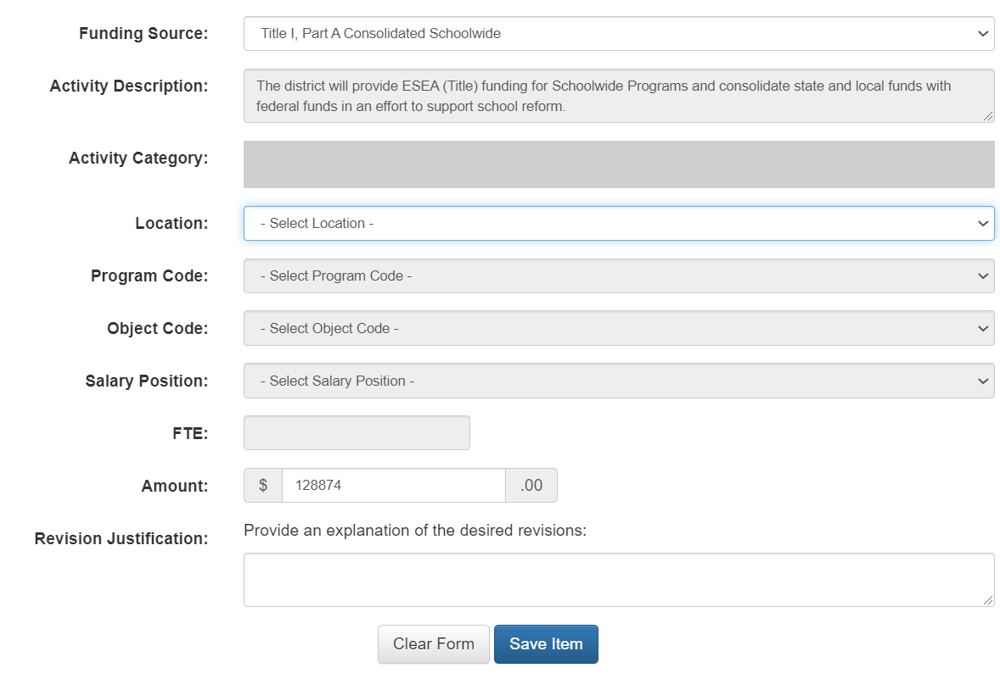 Funding Source: Title I, Part A Consolidated Schoolwide
Activity Description: The district will provide ESEA (Title) funding for Schoolwide Programs and consolidate state and local funds with
federal funds in an effort to support school reform.
Activity Category:
Location: - Select Location -
Program Code: - Select Program Code -
Object Code: - Select Object Code -
Salary Position: - Select Salary Position -
FTE:
Amount: $ 128874 .00
Revision Justification: Provide an explanation of the desired revisions:
Clear Form Save Item